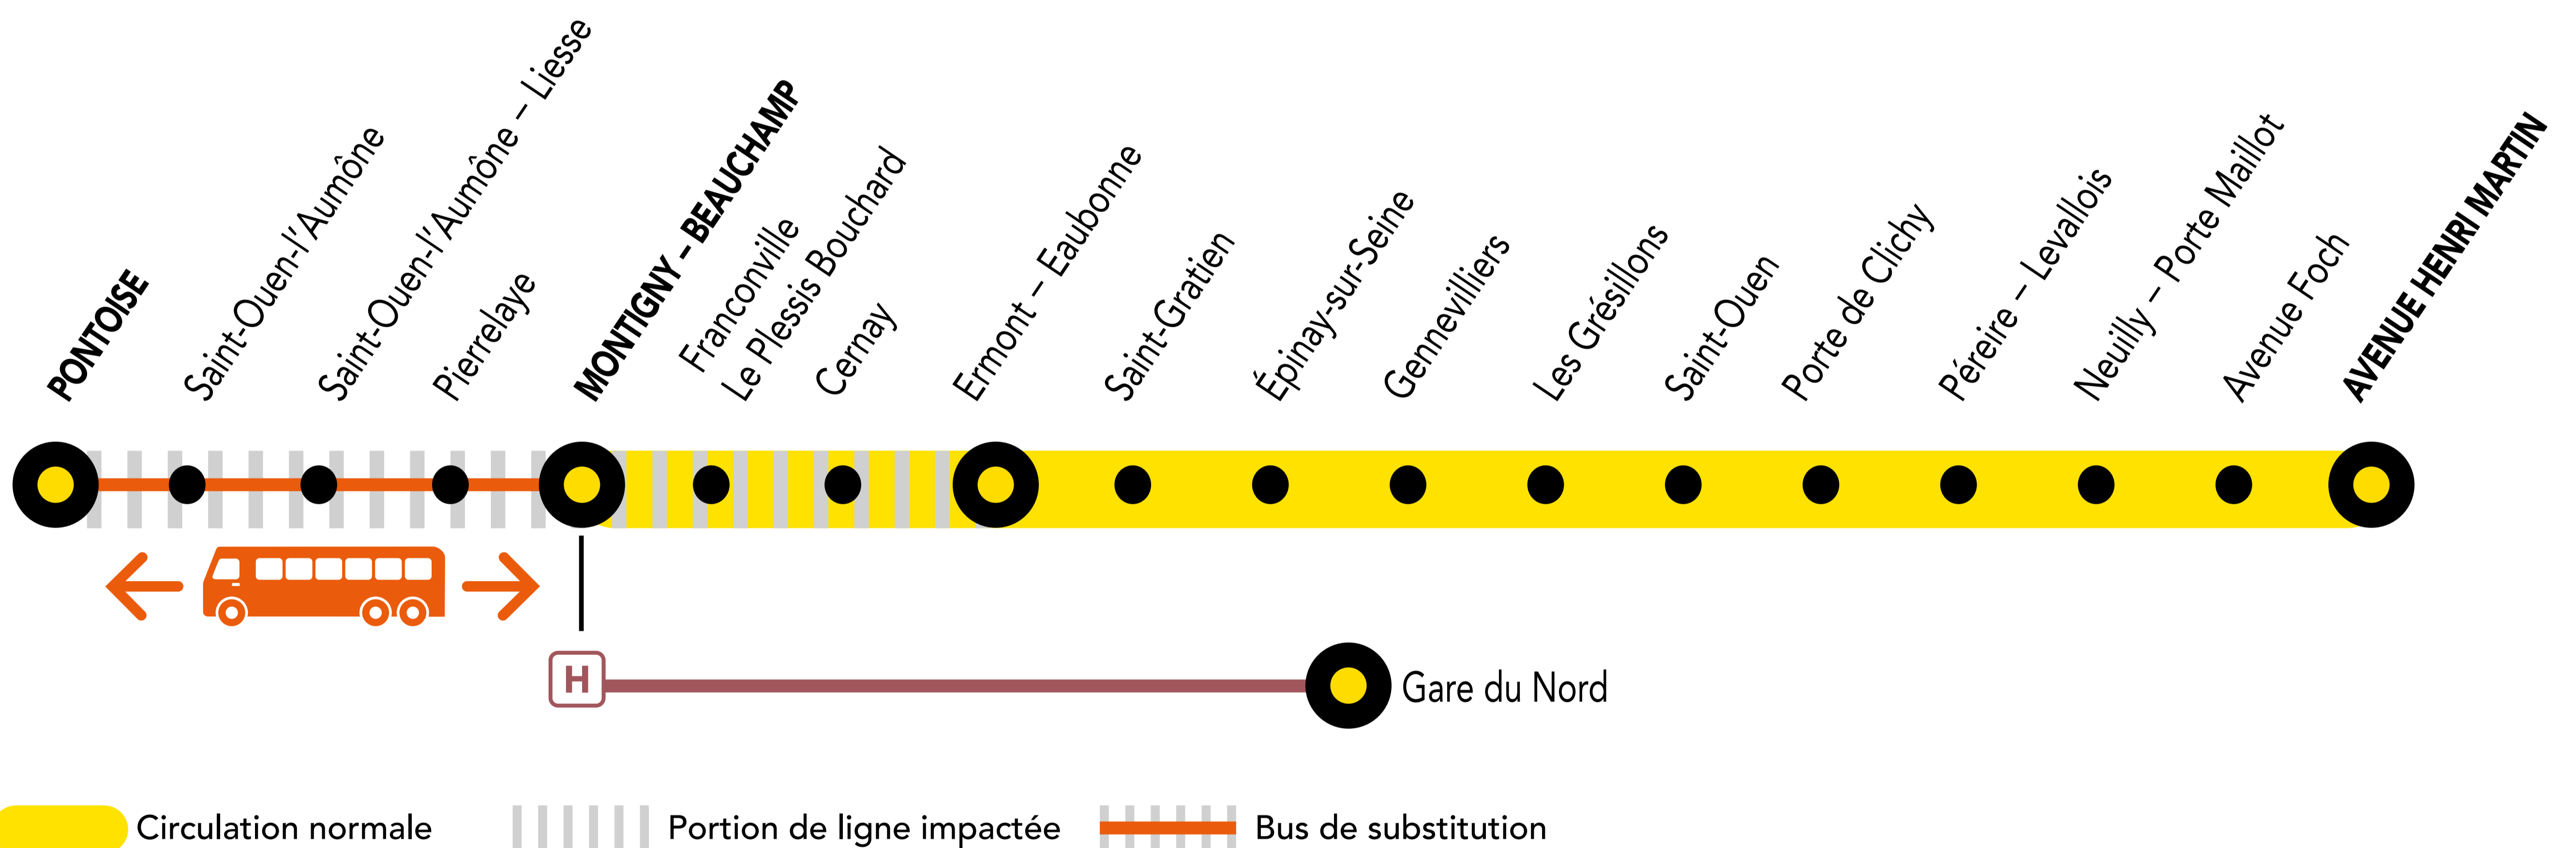 PONTOISE
Saint-Ouen-l'Aumône
Saint-Ouen-l'Aumône – Liesse
Pierrelaye
MONTIGNY – BEAUCHAMP
Franconville
Le Plessis Bouchard
Cernay
Ermont – Eaubonne
Saint-Gratien
Épinay-sur-Seine
Gennevilliers
Les Grésillons
Saint-Ouen
Porte de Clichy
Péreire – Levallois
Neuilly – Porte Maillot
Avenue Foch
AVENUE HENRI MARTIN
H
Gare du Nord
Circulation normale
Portion de ligne impactée
Bus de substitution